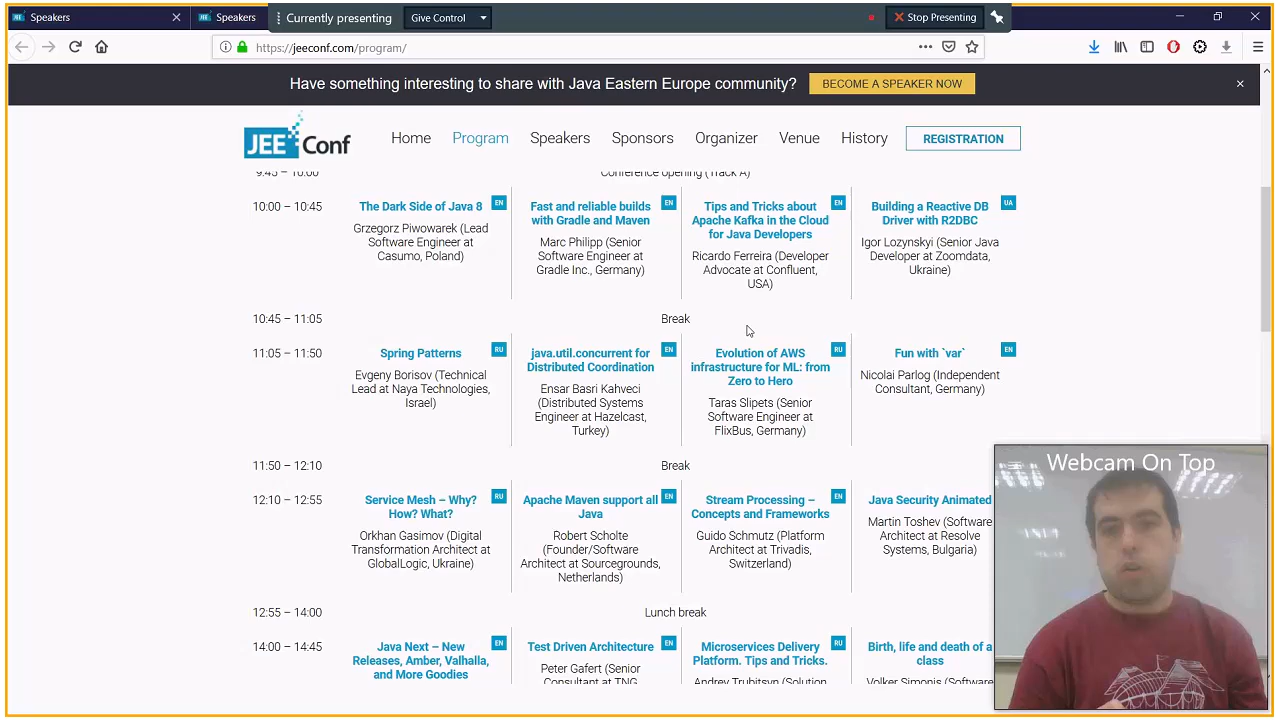 Speakers
Speakers
Currently presenting
Give Control
Stop Presenting
https://jeeconf.com/program/
Have something interesting to share with Java Eastern Europe community?
BECOME A SPEAKER NOW
JEE Conf
Home
Program
Speakers
Sponsors
Organizer
Venue
History
REGISTRATION
9:45 – 10:00
Conference opening (Track A)
10:00 – 10:45
The Dark Side of Java 8
EN
Grzegorz Piwowarek (Lead
Software Engineer at
Casumo, Poland)
Fast and reliable builds
with Gradle and Maven
EN
Marc Philipp (Senior
Software Engineer at
Gradle Inc., Germany)
Tips and Tricks about
Apache Kafka in the Cloud
for Java Developers
EN
Ricardo Ferreira (Developer
Advocate at Confluent,
USA)
Building a Reactive DB
Driver with R2DBC
UA
Igor Lozynskyi (Senior Java
Developer at Zoomdata,
Ukraine)
10:45 – 11:05
Break
11:05 – 11:50
Spring Patterns
RU
Evgeny Borisov (Technical
Lead at Naya Technologies,
Israel)
java.util.concurrent for
Distributed Coordination
EN
Ensar Basri Kahveci
(Distributed Systems
Engineer at Hazelcast,
Turkey)
Evolution of AWS
infrastructure for ML: from
Zero to Hero
RU
Taras Slipets (Senior
Software Engineer at
FlixBus, Germany)
Fun with `var`
EN
Nicolai Parlog (Independent
Consultant, Germany)
11:50 – 12:10
Break
12:10 – 12:55
Service Mesh – Why?
How? What?
RU
Orkhan Gasimov (Digital
Transformation Architect at
GlobalLogic, Ukraine)
Apache Maven support all
Java
EN
Robert Scholte
(Founder/Software
Architect at Sourcegrounds,
Netherlands)
Stream Processing –
Concepts and Frameworks
EN
Guido Schmutz (Platform
Architect at Trivadis,
Switzerland)
Java Security Animated
Martin Toshev (Software
Architect at Resolve
Systems, Bulgaria)
12:55 – 14:00
Lunch break
14:00 – 14:45
Java Next – New
Releases, Amber, Valhalla,
and More Goodies
EN
Test Driven Architecture
EN
Peter Gafert (Senior
Consultant at TNG
Microservices Delivery
Platform. Tips and Tricks.
RU
Andrey Trubitsyn (Solution
Birth, life and death of a
class
Volker Simonis (Software
Webcam On Top